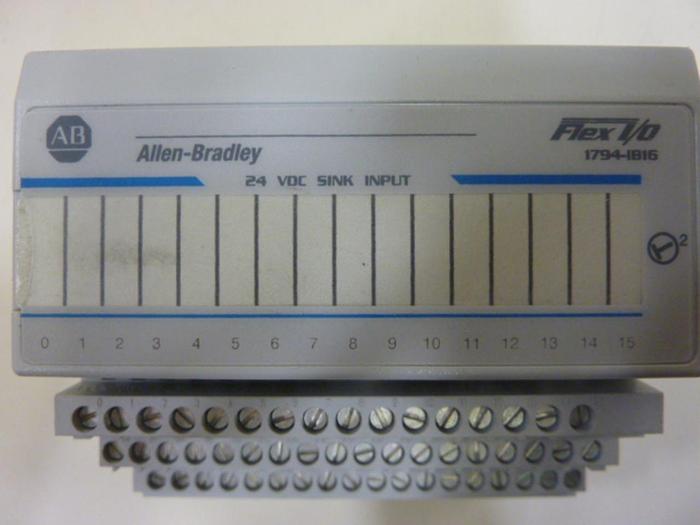 AB
Allen-Bradley
Flex I/O
1794-IB16
24 VDC SINK INPUT
2
0 1 2 3 4 5 6 7 8 9 10 11 12 13 14 15